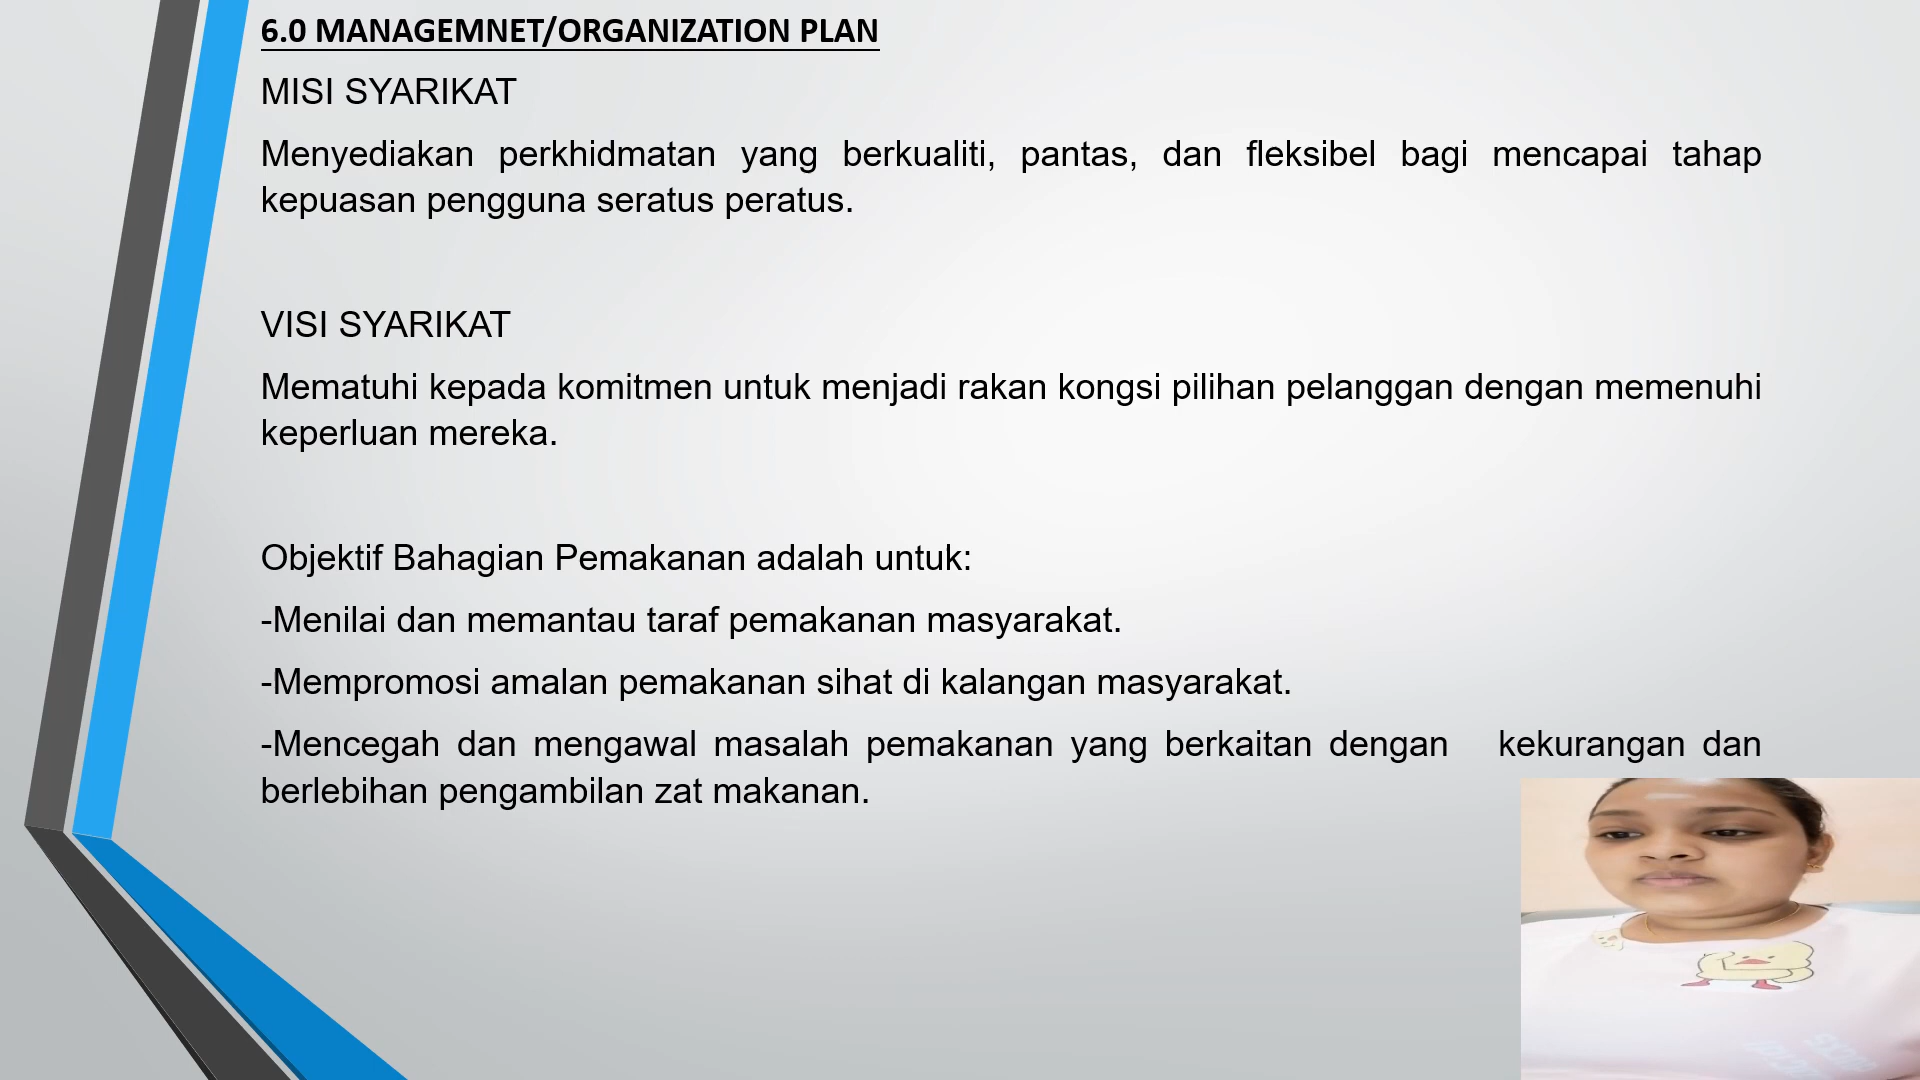 6.0 MANAGEMNET/ORGANIZATION PLAN
MISI SYARIKAT
Menyediakan perkhidmatan yang berkualiti, pantas, dan fleksibel bagi mencapai tahap
kepuasan pengguna seratus peratus.
VISI SYARIKAT
Mematuhi kepada komitmen untuk menjadi rakan kongsi pilihan pelanggan dengan memenuhi
keperluan mereka.
Objektif Bahagian Pemakanan adalah untuk:
-Menilai dan memantau taraf pemakanan masyarakat.
-Mempromosi amalan pemakanan sihat di kalangan masyarakat.
-Mencegah dan mengawal masalah pemakanan yang berkaitan dengan kekurangan dan
berlebihan pengambilan zat makanan.